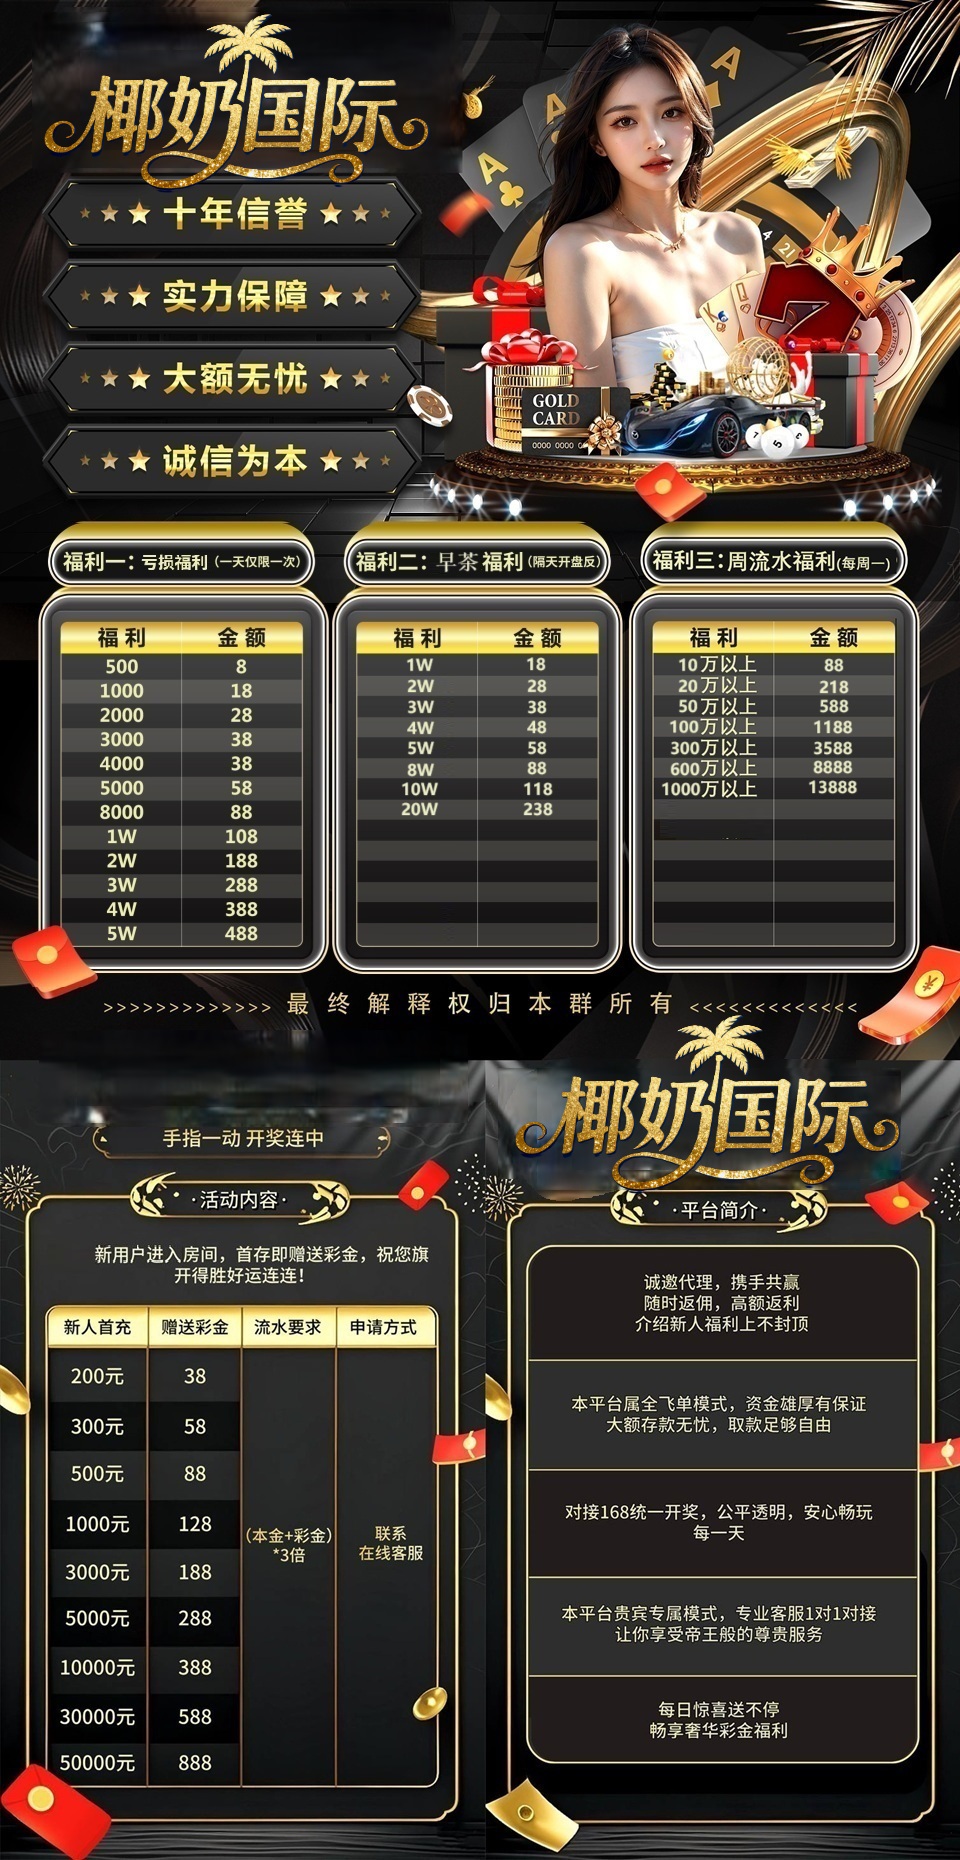 椰奶国际
十年信誉
实力保障
大额无忧
诚信为本
A
A
A
A 21
K
7
GOLD
CARD
0000 0000
5
福利一：亏损福利（一天仅限一次）
福利 金额
500 8
1000 18
2000 28
3000 38
4000 38
5000 58
8000 88
1W 108
2W 188
3W 288
4W 388
5W 488
福利二：早茶福利（隔天开盘反）
福利 金额
1W 18
2W 28
3W 38
4W 48
5W 58
8W 88
10W 118
20W 238
福利三:周流水福利(每周一)
福利 金额
10万以上 88
20万以上 218
50万以上 588
100万以上 1188
300万以上 3588
600万以上 8888
1000万以上 13888
>>>>>>>>>>>>> 最终解释权归本群所有 <<<<<<<<<<<<<
¥
手指一动 开奖连中
·活动内容·
新用户进入房间，首存即赠送彩金，祝您旗
开得胜好运连连！
新人首充 赠送彩金 流水要求 申请方式
200元 38
300元 58
500元 88
1000元 128
3000元 188
5000元 288
10000元 388
30000元 588
50000元 888
（本金+彩金）
*3倍
联系
在线客服
椰奶国际
·平台简介·
诚邀代理，携手共赢
随时返佣，高额返利
介绍新人福利上不封顶
本平台属全飞单模式，资金雄厚有保证
大额存款无忧，取款足够自由
对接168统一开奖，公平透明，安心畅玩
每一天
本平台贵宾专属模式，专业客服1对1对接
让你享受帝王般的尊贵服务
每日惊喜送不停
畅享奢华彩金福利